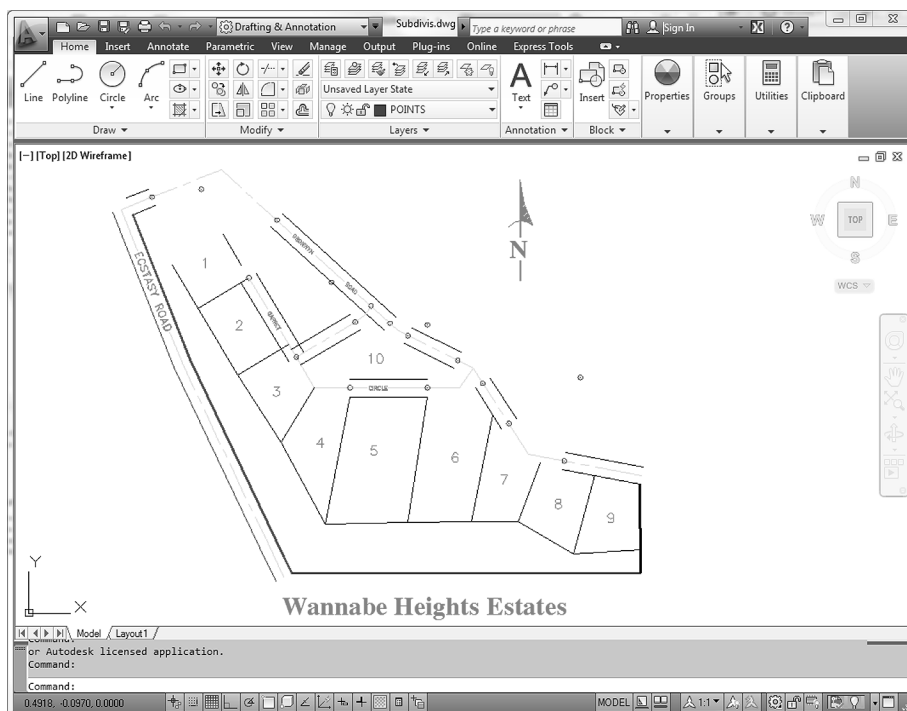 Drafting & Annotation
Subdivis.dwg
Type a keyword or phrase
Sign In
Home Insert Annotate Parametric View Manage Output Plug-ins Online Express Tools
Line Polyline Circle Arc
Unsaved Layer State
POINTS
Text
Insert
Properties Groups Utilities Clipboard
Draw Modify Layers Annotation Block
[−] [Top] [2D Wireframe]
N
W TOP E
S
WCS
N
ECSTASY ROAD
ROAD
GARNET
CIRCLE
1
2
3
10
4
5
6
7
8
9
Y
X
Wannabe Heights Estates
Model Layout1
Command:
or Autodesk licensed application.
Command:
Command:
0.4918, -0.0970, 0.0000
MODEL
1:1